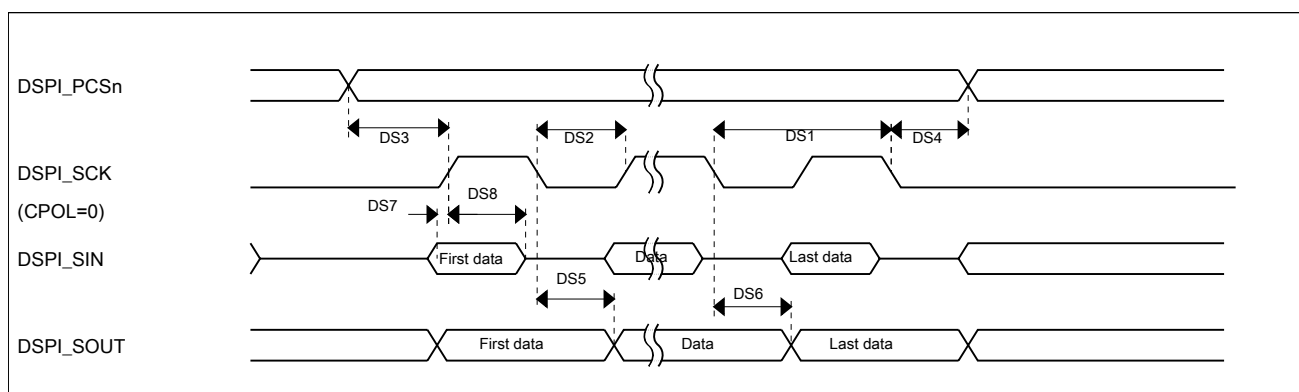 DSPI_PCSn
DS3
DS2
DS1
DS4
DSPI_SCK
(CPOL=0)
DS7
DS8
DSPI_SIN
First data
Data
Last data
DS5
DS6
DSPI_SOUT
First data
Data
Last data